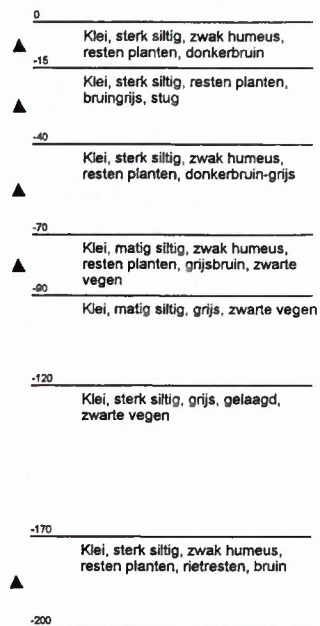 0
Klei, sterk siltig, zwak humeus,
resten planten, donkerbruin
-15
Klei, sterk siltig, resten planten,
bruingrijs, stug
-40
Klei, sterk siltig, zwak humeus,
resten planten, donkerbruin-grijs
-70
Klei, matig siltig, zwak humeus,
resten planten, grijsbruin, zwarte
vegen
-90
Klei, matig siltig, grijs, zwarte vegen
-120
Klei, sterk siltig, grijs, gelaagd,
zwarte vegen
-170
Klei, sterk siltig, zwak humeus,
resten planten, rietresten, bruin
-200